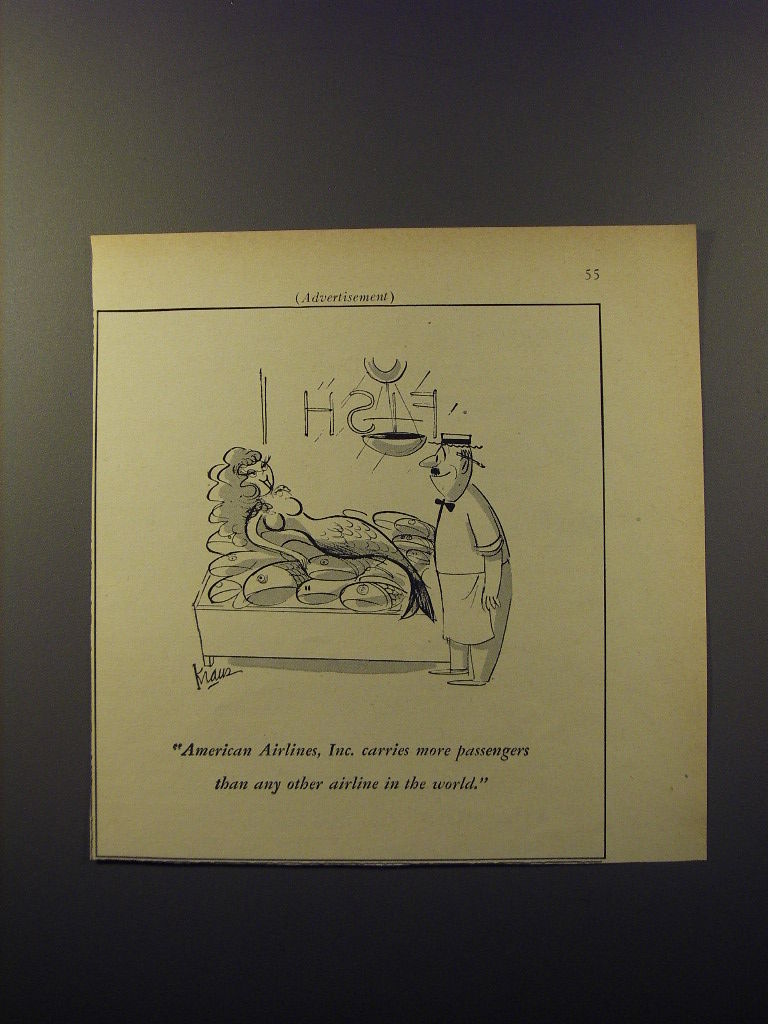 55
(Advertisement)
FISH
Kraus
"American Airlines, Inc. carries more passengers
than any other airline in the world."